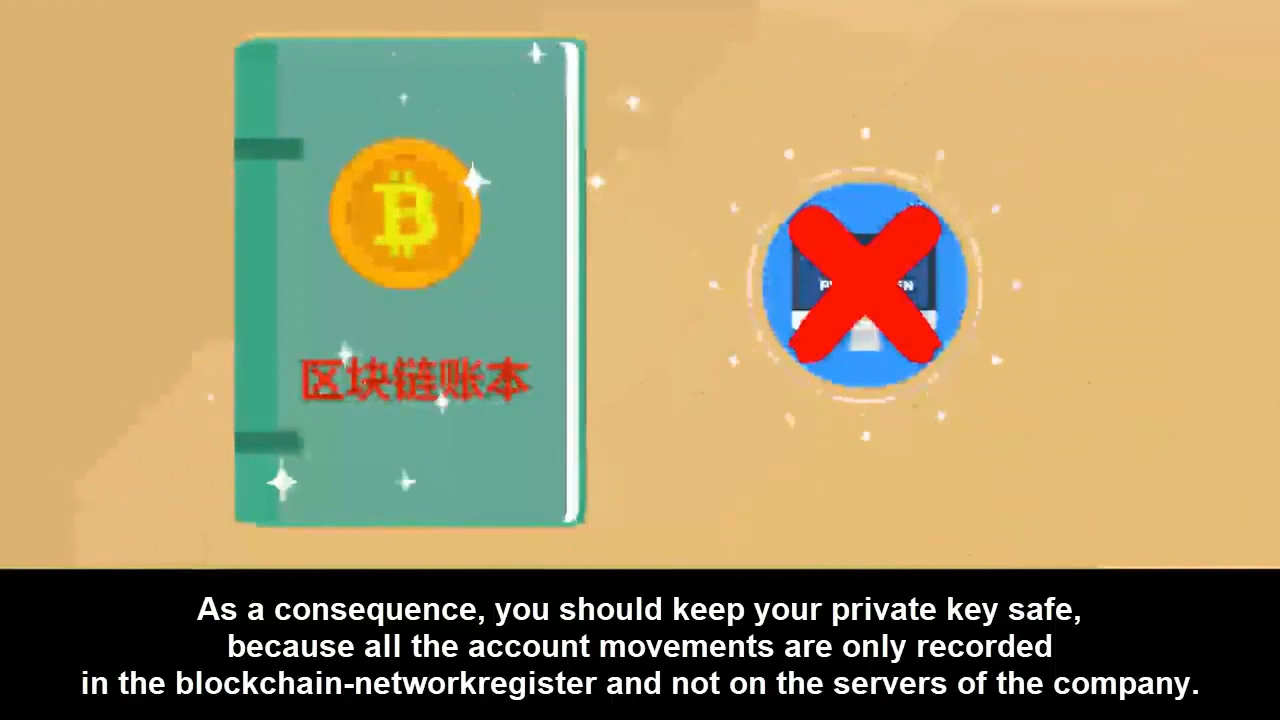 区块链账本
As a consequence, you should keep your private key safe,
because all the account movements are only recorded
in the blockchain-networkregister and not on the servers of the company.